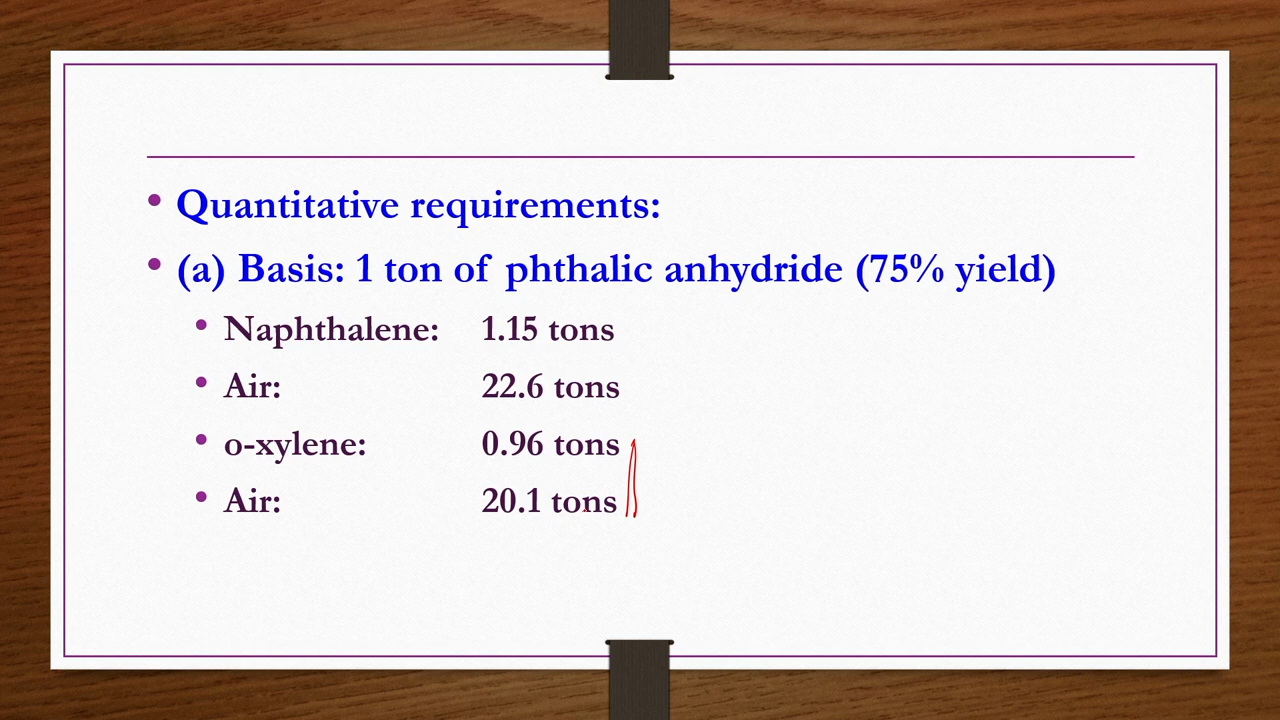 • Quantitative requirements:
• (a) Basis: 1 ton of phthalic anhydride (75% yield)
• Naphthalene: 1.15 tons
• Air: 22.6 tons
• o-xylene: 0.96 tons
• Air: 20.1 tons